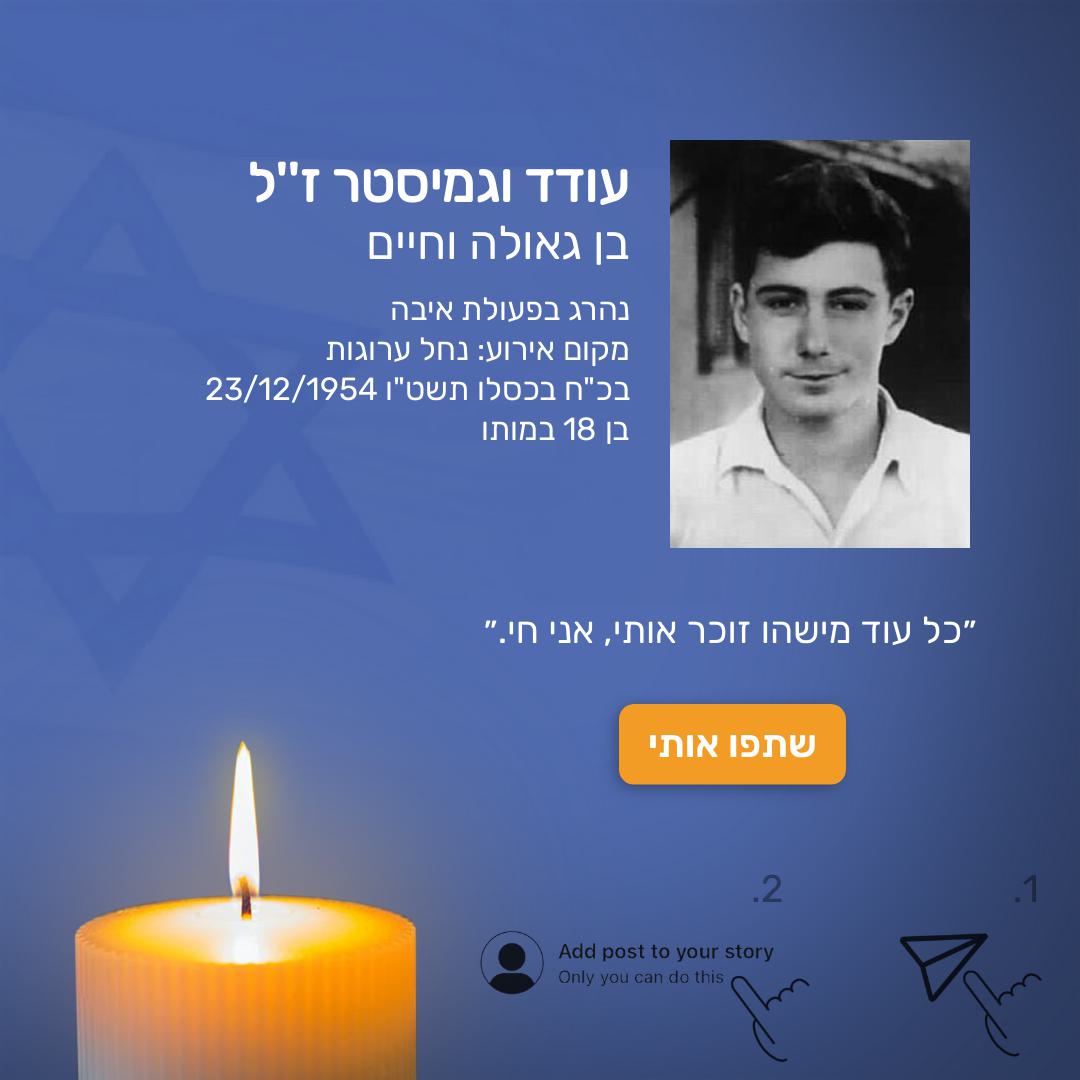 עודד וגמיסטר ז"ל
בן גאולה וחיים
נהרג בפעולת איבה
מקום אירוע: נחל ערוגות
בכ"ח בכסלו תשט"ו 23/12/1954
בן 18 במותו
״כל עוד מישהו זוכר אותי, אני חי.״
שתפו אותי
1.
2.
Add post to your story
Only you can do this